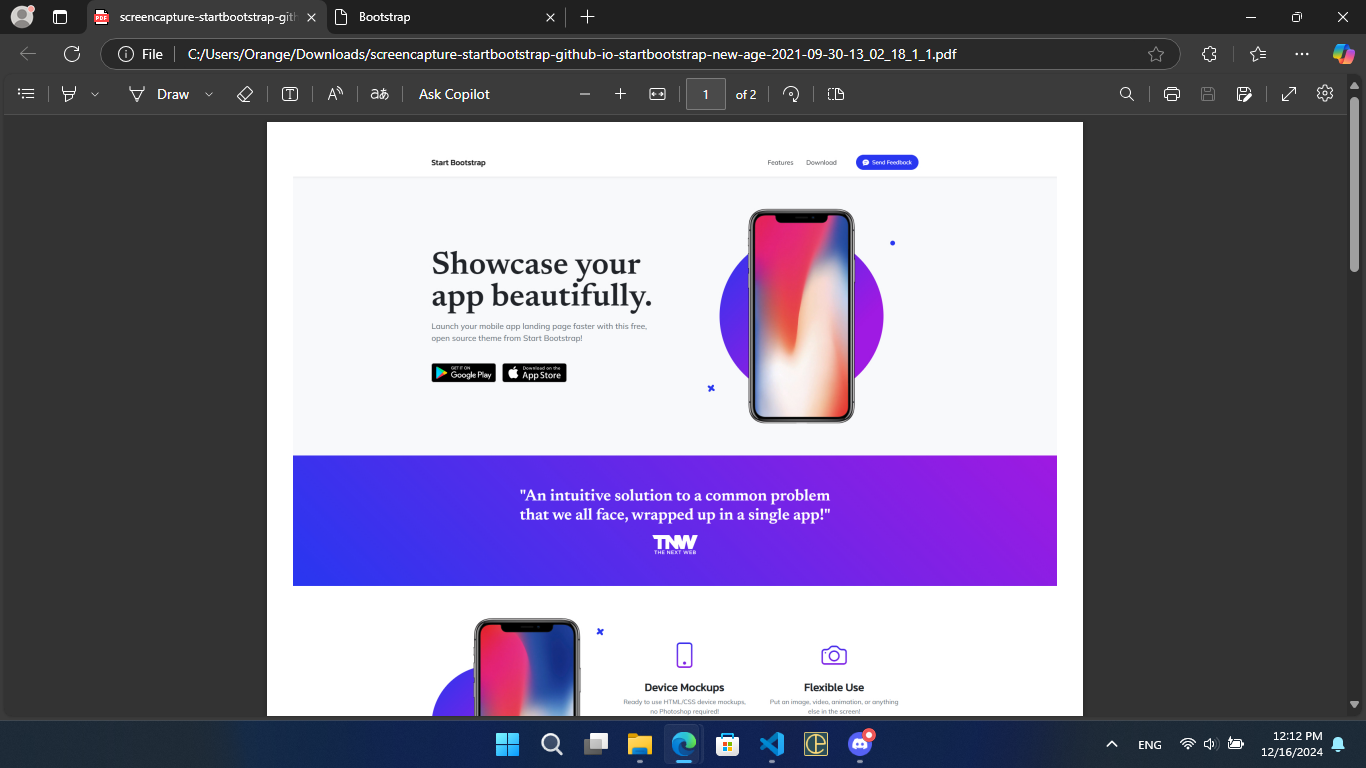 screencapture-startbootstrap-gith
Bootstrap
File
C:/Users/Orange/Downloads/screencapture-startbootstrap-github-io-startbootstrap-new-age-2021-09-30-13_02_18_1_1.pdf
Draw
Ask Copilot
1
of 2
Start Bootstrap
Features
Download
Send Feedback
Showcase your
app beautifully.
Launch your mobile app landing page faster with this free,
open source theme from Start Bootstrap!
GET IT ON
Google Play
Download on the
App Store
"An intuitive solution to a common problem
that we all face, wrapped up in a single app!"
TNW
THE NEXT WEB
Device Mockups
Ready to use HTML/CSS device mockups,
no Photoshop required!
Flexible Use
Put an image, video, animation, or anything
else in the screen!
ENG
12:12 PM
12/16/2024